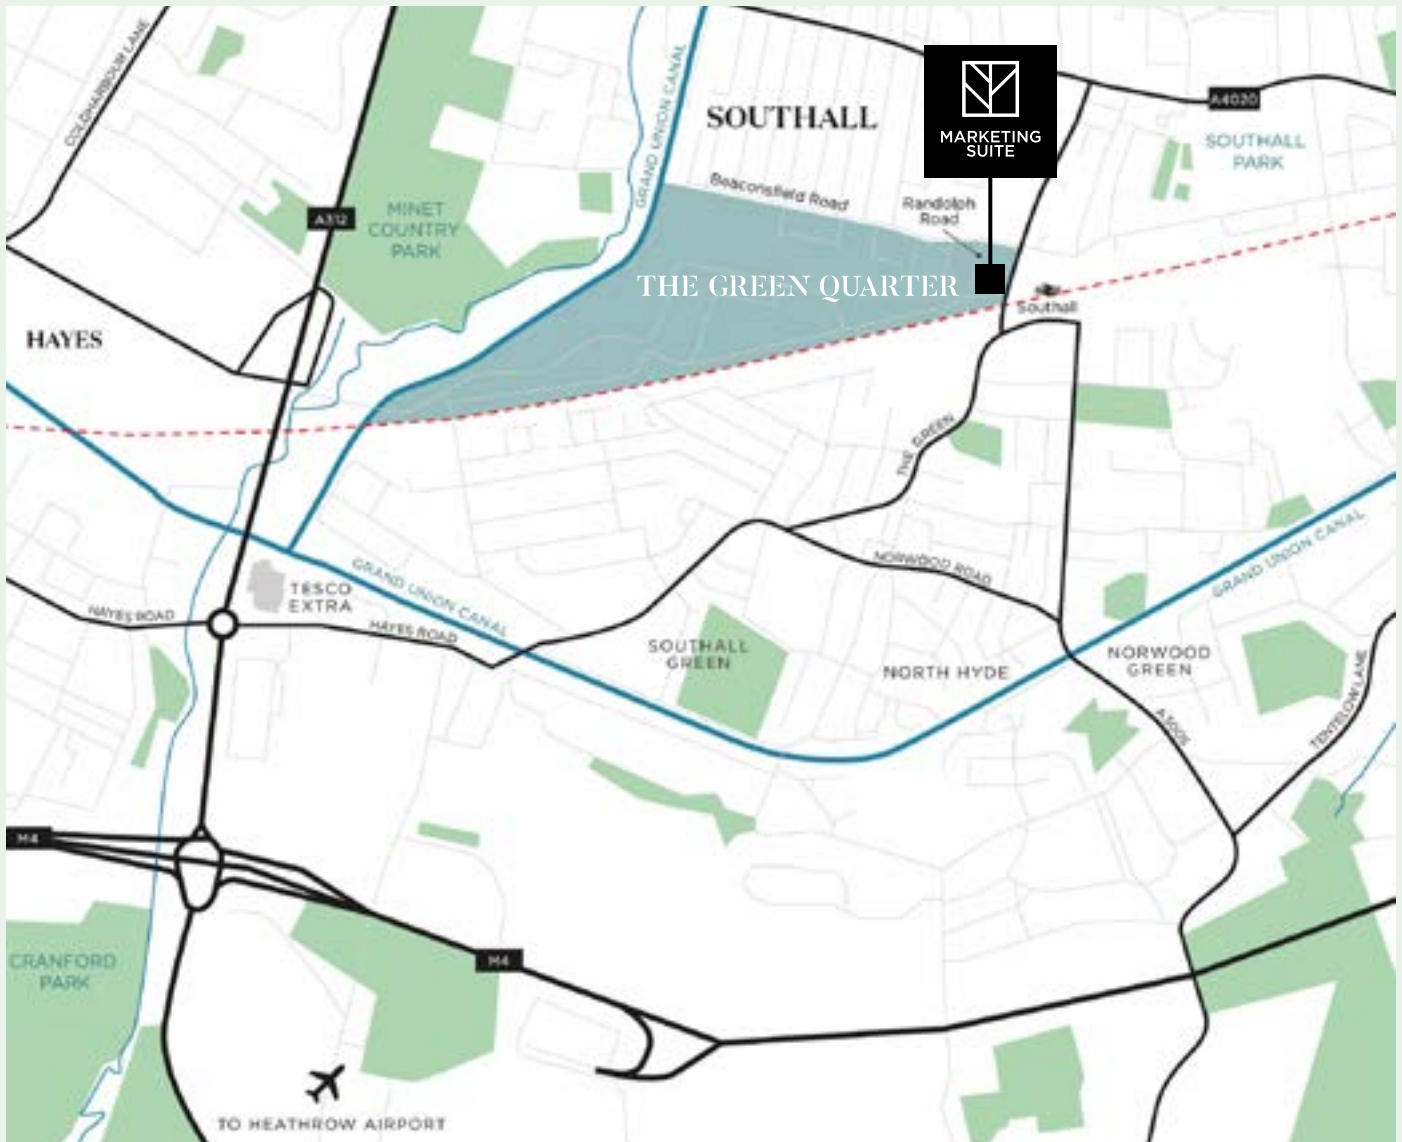 COLDHARBOUR LANE
GRAND UNION CANAL
SOUTHALL
MARKETING
SUITE
A4020
SOUTHALL
PARK
Beaconsfield Road
Randolph
Road
A312
MINET
COUNTRY
PARK
THE GREEN QUARTER
Southall
HAYES
THE GREEN
GRAND UNION CANAL
NORWOOD ROAD
TESCO
EXTRA
GRAND UNION CANAL
HAYES ROAD
HAYES ROAD
SOUTHALL
GREEN
NORTH HYDE
NORWOOD
GREEN
A3005
TENTELOW LANE
M4
CRANFORD
PARK
M4
TO HEATHROW AIRPORT